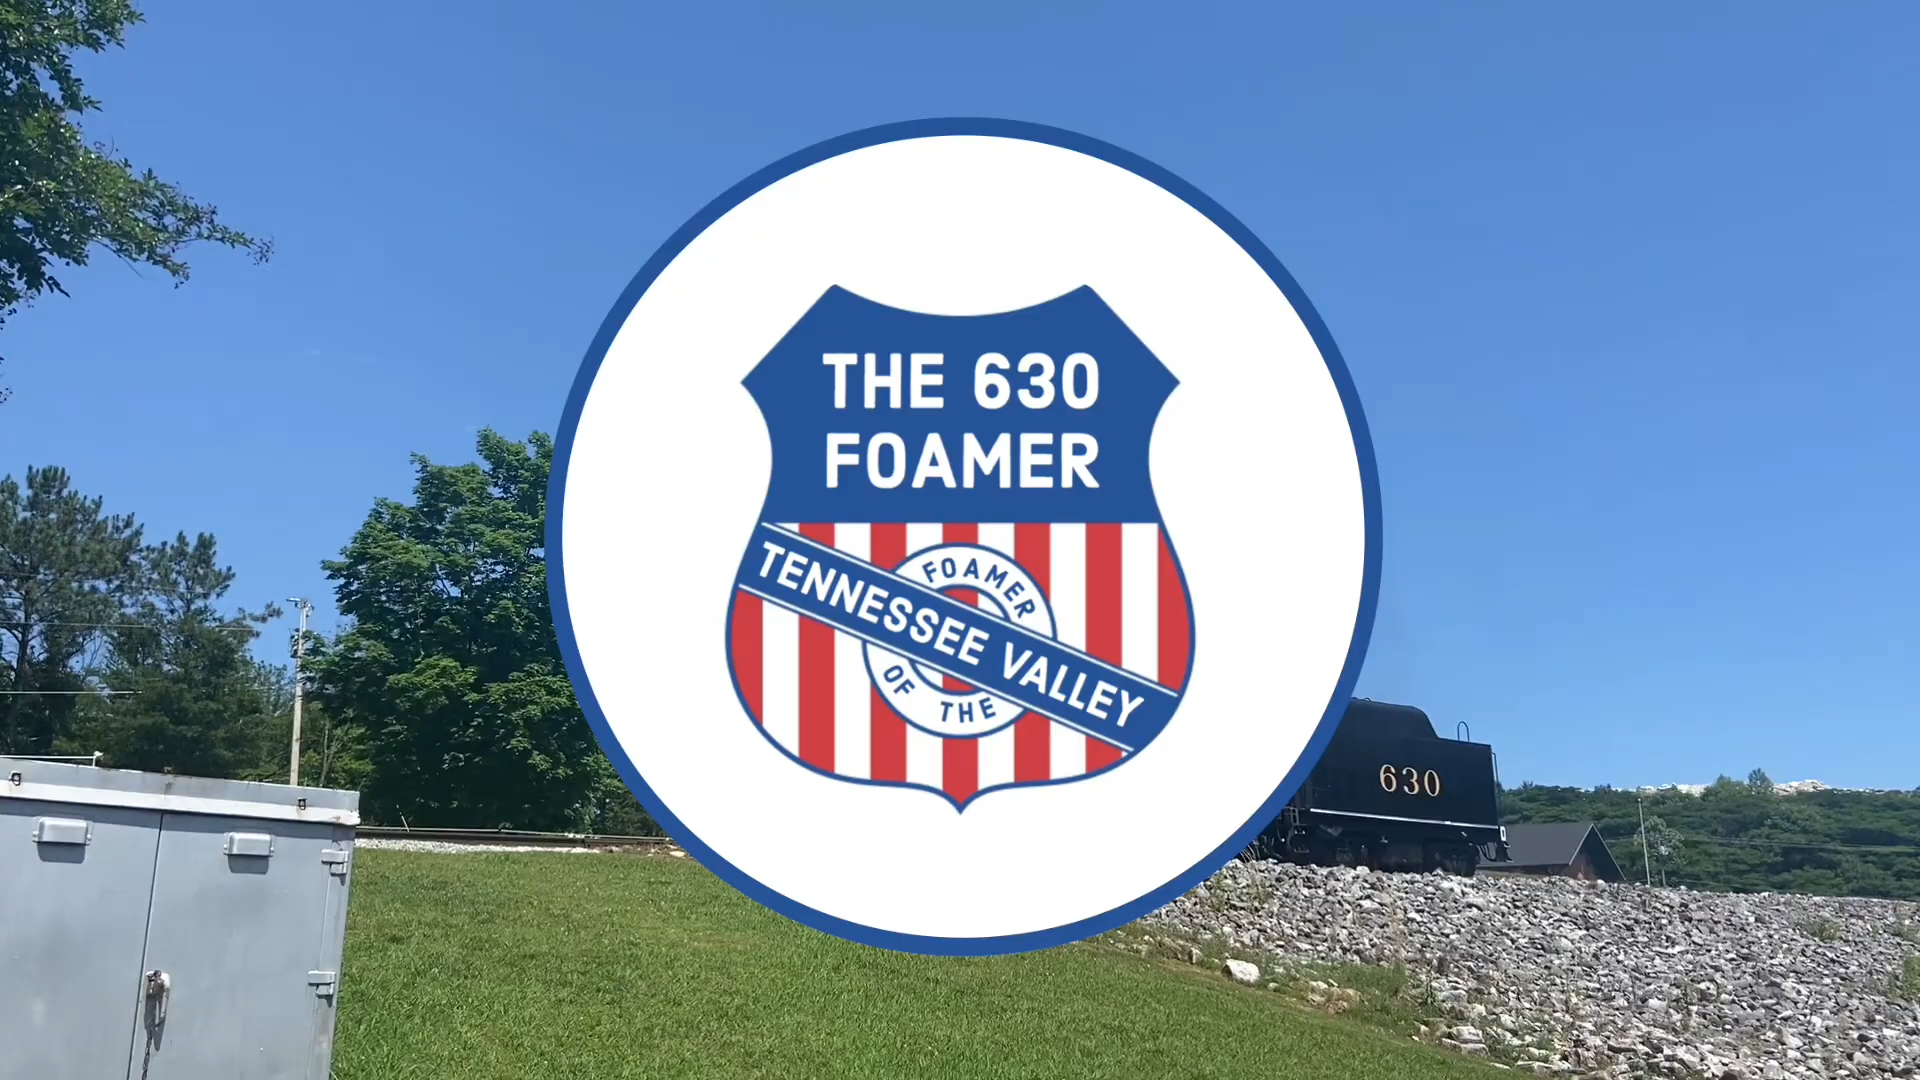 THE 630
FOAMER
FOAMER
TENNESSEE VALLEY
OF THE
630